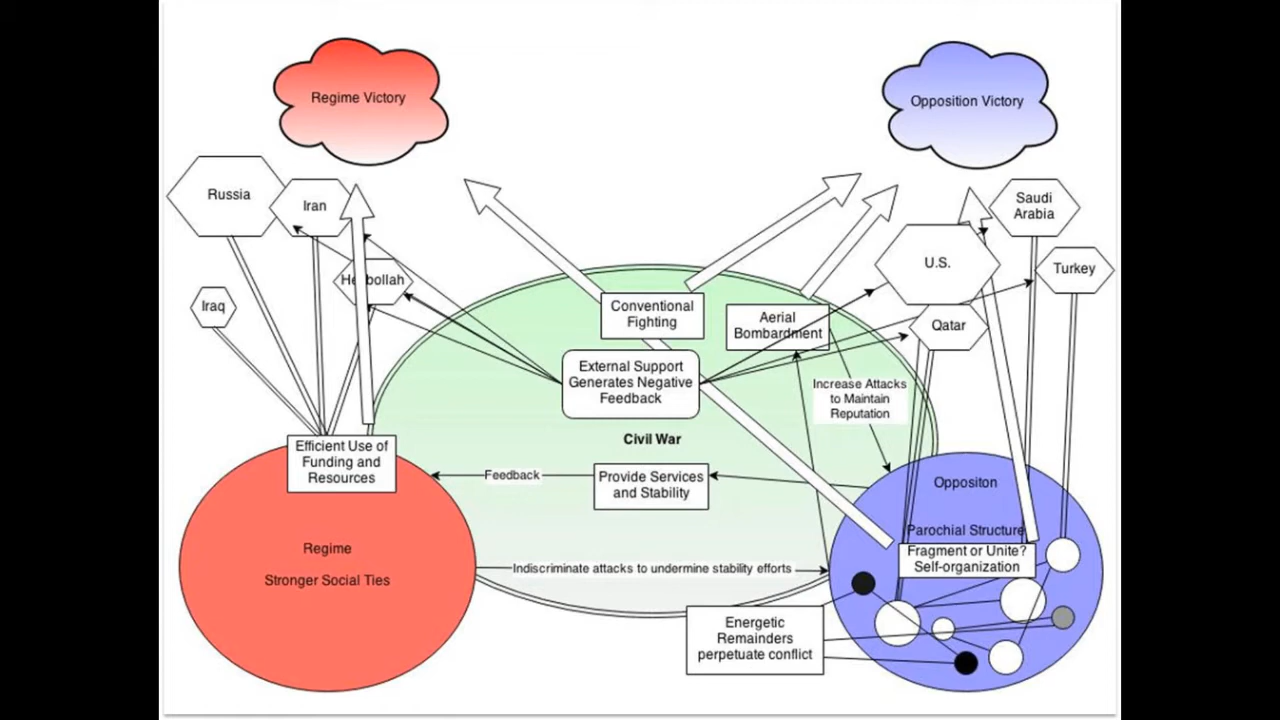 Regime Victory
Opposition Victory
Russia
Iran
Saudi
Arabia
U.S.
Turkey
Hezbollah
Iraq
Qatar
Conventional
Fighting
Aerial
Bombardment
External Support
Generates Negative
Feedback
Increase Attacks
to Maintain
Reputation
Civil War
Efficient Use of
Funding and
Resources
Feedback
Provide Services
and Stability
Oppositon
Parochial Structure
Fragment or Unite?
Self-organization
Regime
Stronger Social Ties
Indiscriminate attacks to undermine stability efforts
Energetic
Remainders
perpetuate conflict